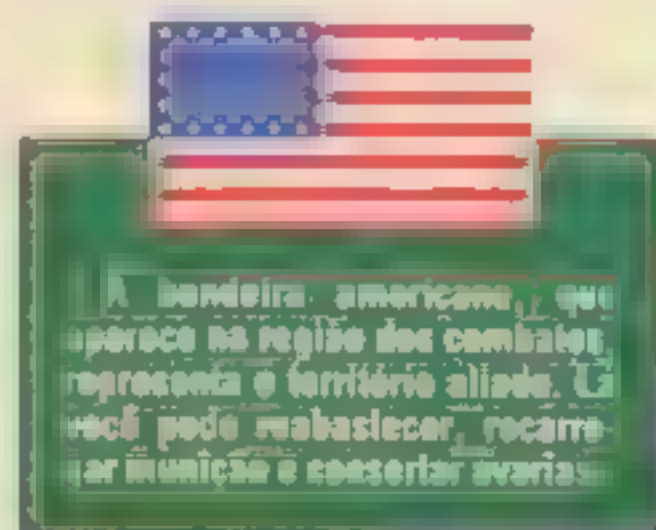 A bandeira americana, que
aparece na região dos combates,
representa o território aliado. Lá
você pode reabastecer, recarre-
gar munição e consertar avarias